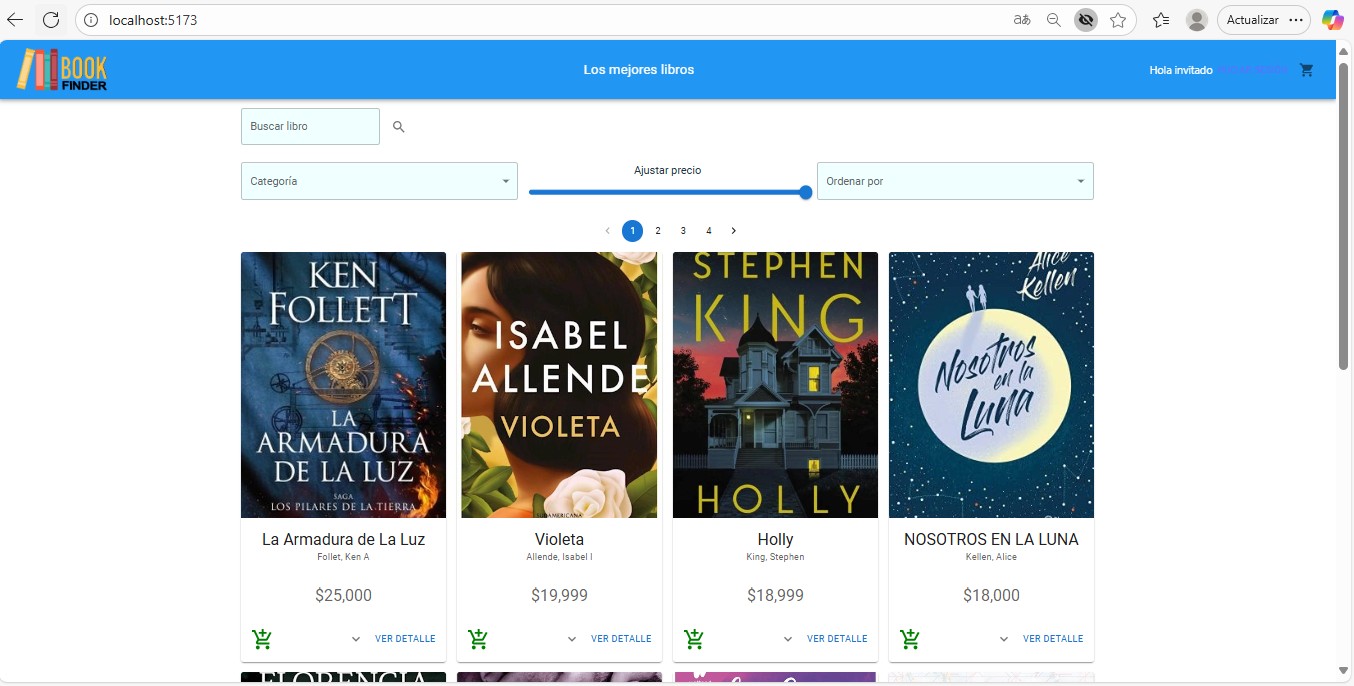 localhost:5173
Actualizar
BOOK
FINDER
Los mejores libros
Hola invitado
Buscar libro
Categoría
Ajustar precio
Ordenar por
1 2 3 4
KEN
FOLLETT
LA
ARMADURA
DE LA LUZ
SAGA
LOS PILARES DE LA TIERRA
ISABEL
ALLENDE
VIOLETA
SUDAMERICANA
STEPHEN
KING
HOLLY
Alice
Kellen
Nosotros
en la
Luna
La Armadura de La Luz
Follet, Ken A
$25,000
VER DETALLE
Violeta
Allende, Isabel I
$19,999
VER DETALLE
Holly
King, Stephen
$18,999
VER DETALLE
NOSOTROS EN LA LUNA
Kellen, Alice
$18,000
VER DETALLE
FLORENCIA